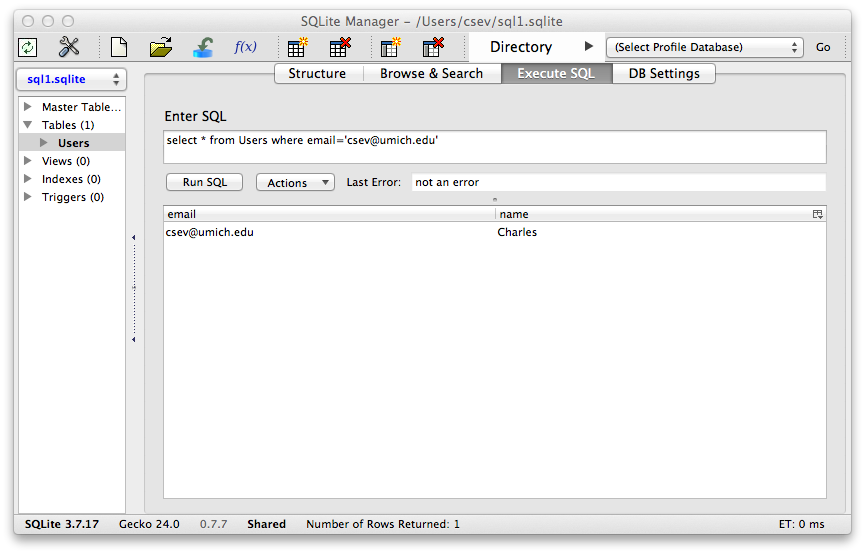 SQLite Manager - /Users/csev/sql1.sqlite
f(x)
Directory
(Select Profile Database)
Go
sql1.sqlite
Structure
Browse & Search
Execute SQL
DB Settings
Master Table...
Tables (1)
Users
Views (0)
Indexes (0)
Triggers (0)
Enter SQL
select * from Users where email='csev@umich.edu'
Run SQL
Actions
Last Error:
not an error
email name
csev@umich.edu Charles
SQLite 3.7.17 Gecko 24.0 0.7.7 Shared Number of Rows Returned: 1 ET: 0 ms